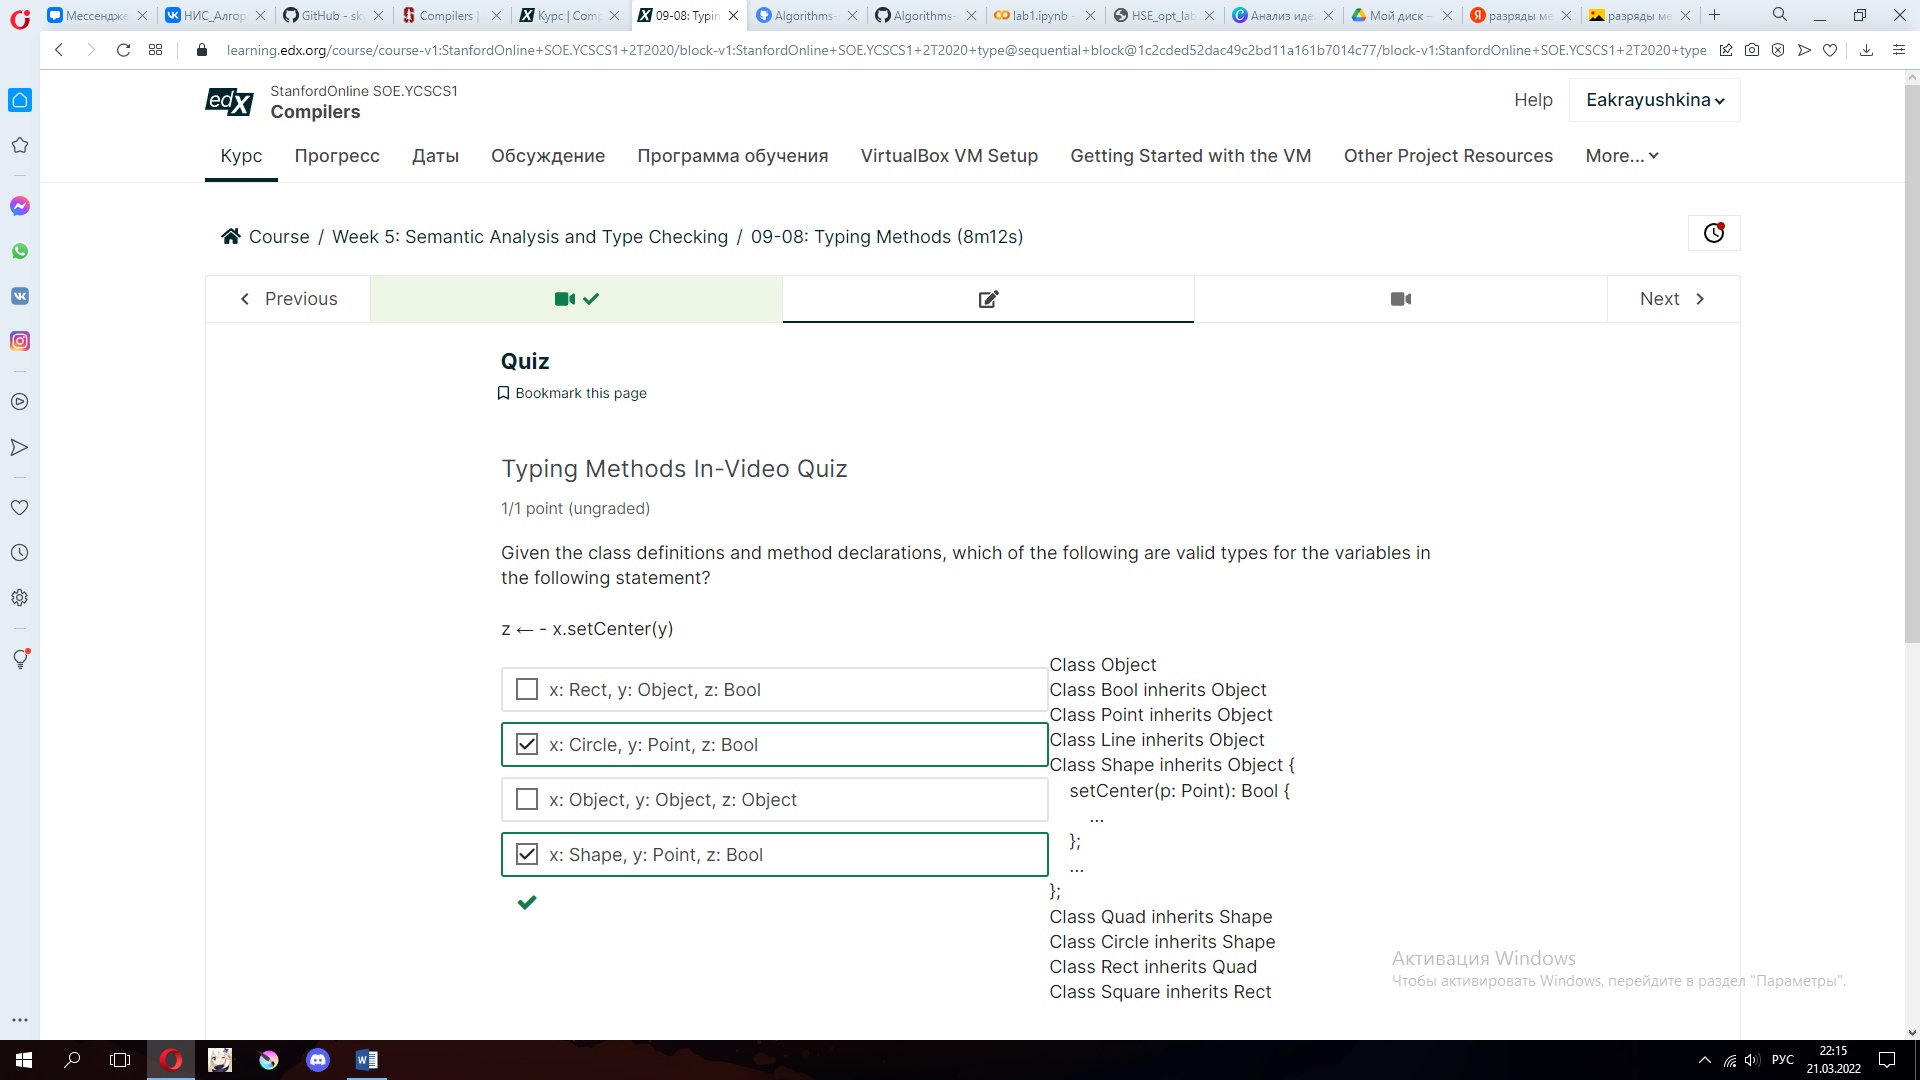 Мессендже
НИС_Алгор
GitHub - sk
Compilers |
Курс | Comp
09-08: Typin
Algorithms-
Algorithms-
lab1.ipynb -
HSE_opt_lab
Анализ иде
Мой диск –
разряды ме
разряды ме
learning.edx.org/course/course-v1:StanfordOnline+SOE.YCSCS1+2T2020/block-v1:StanfordOnline+SOE.YCSCS1+2T2020+type@sequential+block@1c2cded52dac49c2bd11a161b7014c77/block-v1:StanfordOnline+SOE.YCSCS1+2T2020+type
edX
StanfordOnline SOE.YCSCS1
Compilers
Help
Eakrayushkina
Курс Прогресс Даты Обсуждение Программа обучения VirtualBox VM Setup Getting Started with the VM Other Project Resources More...
Course / Week 5: Semantic Analysis and Type Checking / 09-08: Typing Methods (8m12s)
Previous
Next
Quiz
Bookmark this page
Typing Methods In-Video Quiz
1/1 point (ungraded)
Given the class definitions and method declarations, which of the following are valid types for the variables in
the following statement?
z ← - x.setCenter(y)
x: Rect, y: Object, z: Bool
x: Circle, y: Point, z: Bool
x: Object, y: Object, z: Object
x: Shape, y: Point, z: Bool
Class Object
Class Bool inherits Object
Class Point inherits Object
Class Line inherits Object
Class Shape inherits Object {
setCenter(p: Point): Bool {
...
};
...
};
Class Quad inherits Shape
Class Circle inherits Shape
Class Rect inherits Quad
Class Square inherits Rect
Активация Windows
Чтобы активировать Windows, перейдите в раздел "Параметры".
РУС
22:15
21.03.2022